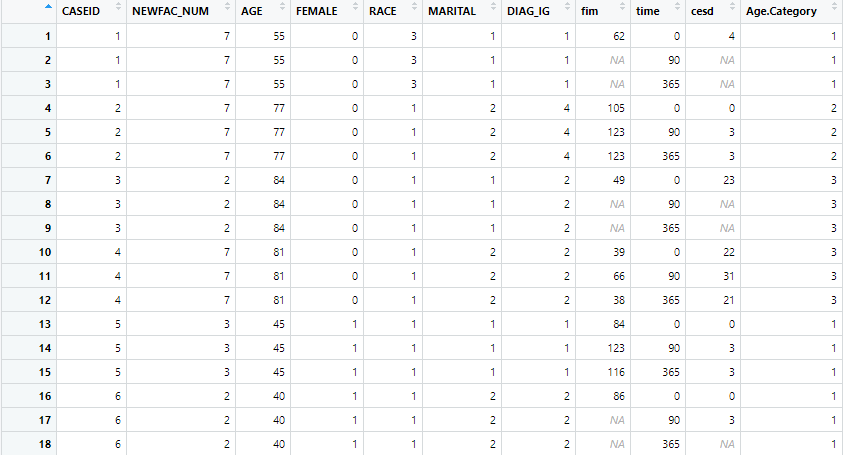 CASEID NEWFAC_NUM AGE FEMALE RACE MARITAL DIAG_IG fim time cesd Age.Category
1 1 7 55 0 3 1 1 62 0 4 1
2 1 7 55 0 3 1 1 NA 90 NA 1
3 1 7 55 0 3 1 1 NA 365 NA 1
4 2 7 77 0 1 2 4 105 0 0 2
5 2 7 77 0 1 2 4 123 90 3 2
6 2 7 77 0 1 2 4 123 365 3 2
7 3 2 84 0 1 1 2 49 0 23 3
8 3 2 84 0 1 1 2 NA 90 NA 3
9 3 2 84 0 1 1 2 NA 365 NA 3
10 4 7 81 0 1 2 2 39 0 22 3
11 4 7 81 0 1 2 2 66 90 31 3
12 4 7 81 0 1 2 2 38 365 21 3
13 5 3 45 1 1 1 1 84 0 0 1
14 5 3 45 1 1 1 1 123 90 3 1
15 5 3 45 1 1 1 1 116 365 3 1
16 6 2 40 1 1 2 2 86 0 0 1
17 6 2 40 1 1 2 2 NA 90 3 1
18 6 2 40 1 1 2 2 NA 365 NA 1